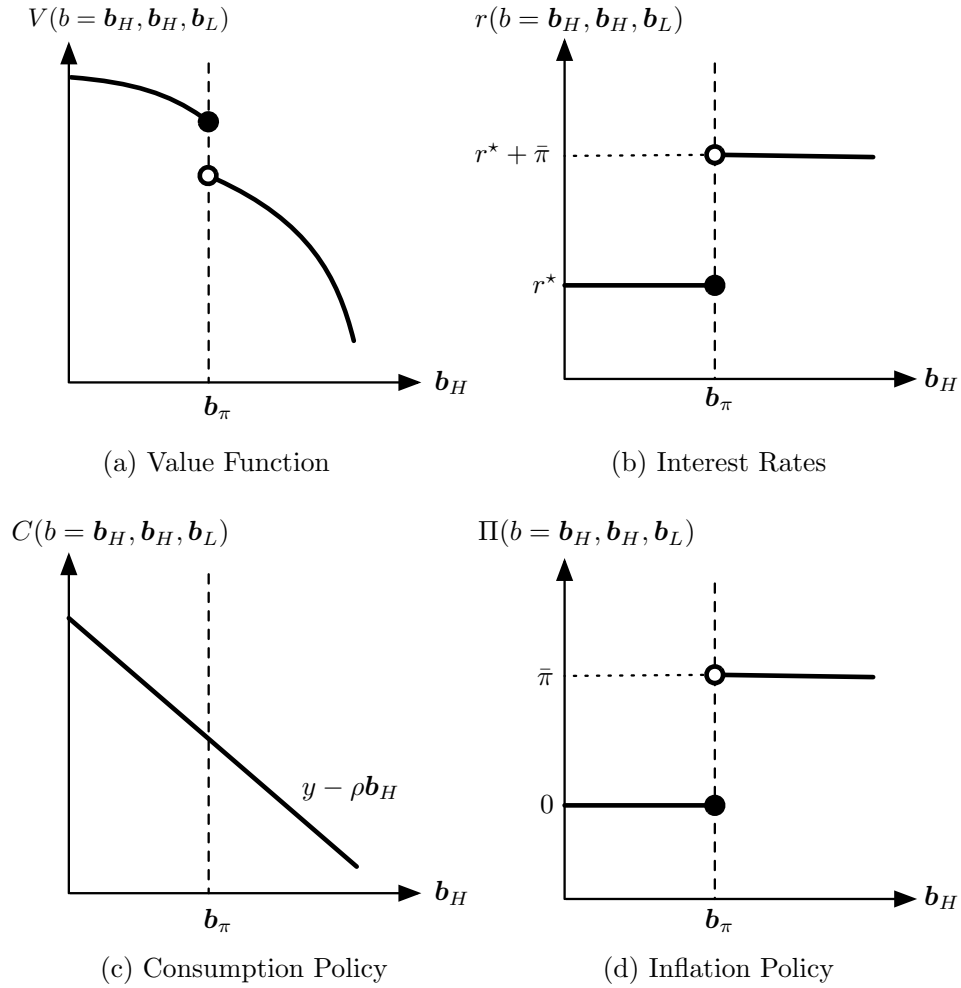 V(b = b_H, b_H, b_L)
b_H
b_π
(a) Value Function
r(b = b_H, b_H, b_L)
r⋆ + π̄
r⋆
b_H
b_π
(b) Interest Rates
C(b = b_H, b_H, b_L)
y − ρb_H
b_H
b_π
(c) Consumption Policy
Π(b = b_H, b_H, b_L)
π̄
0
b_H
b_π
(d) Inflation Policy